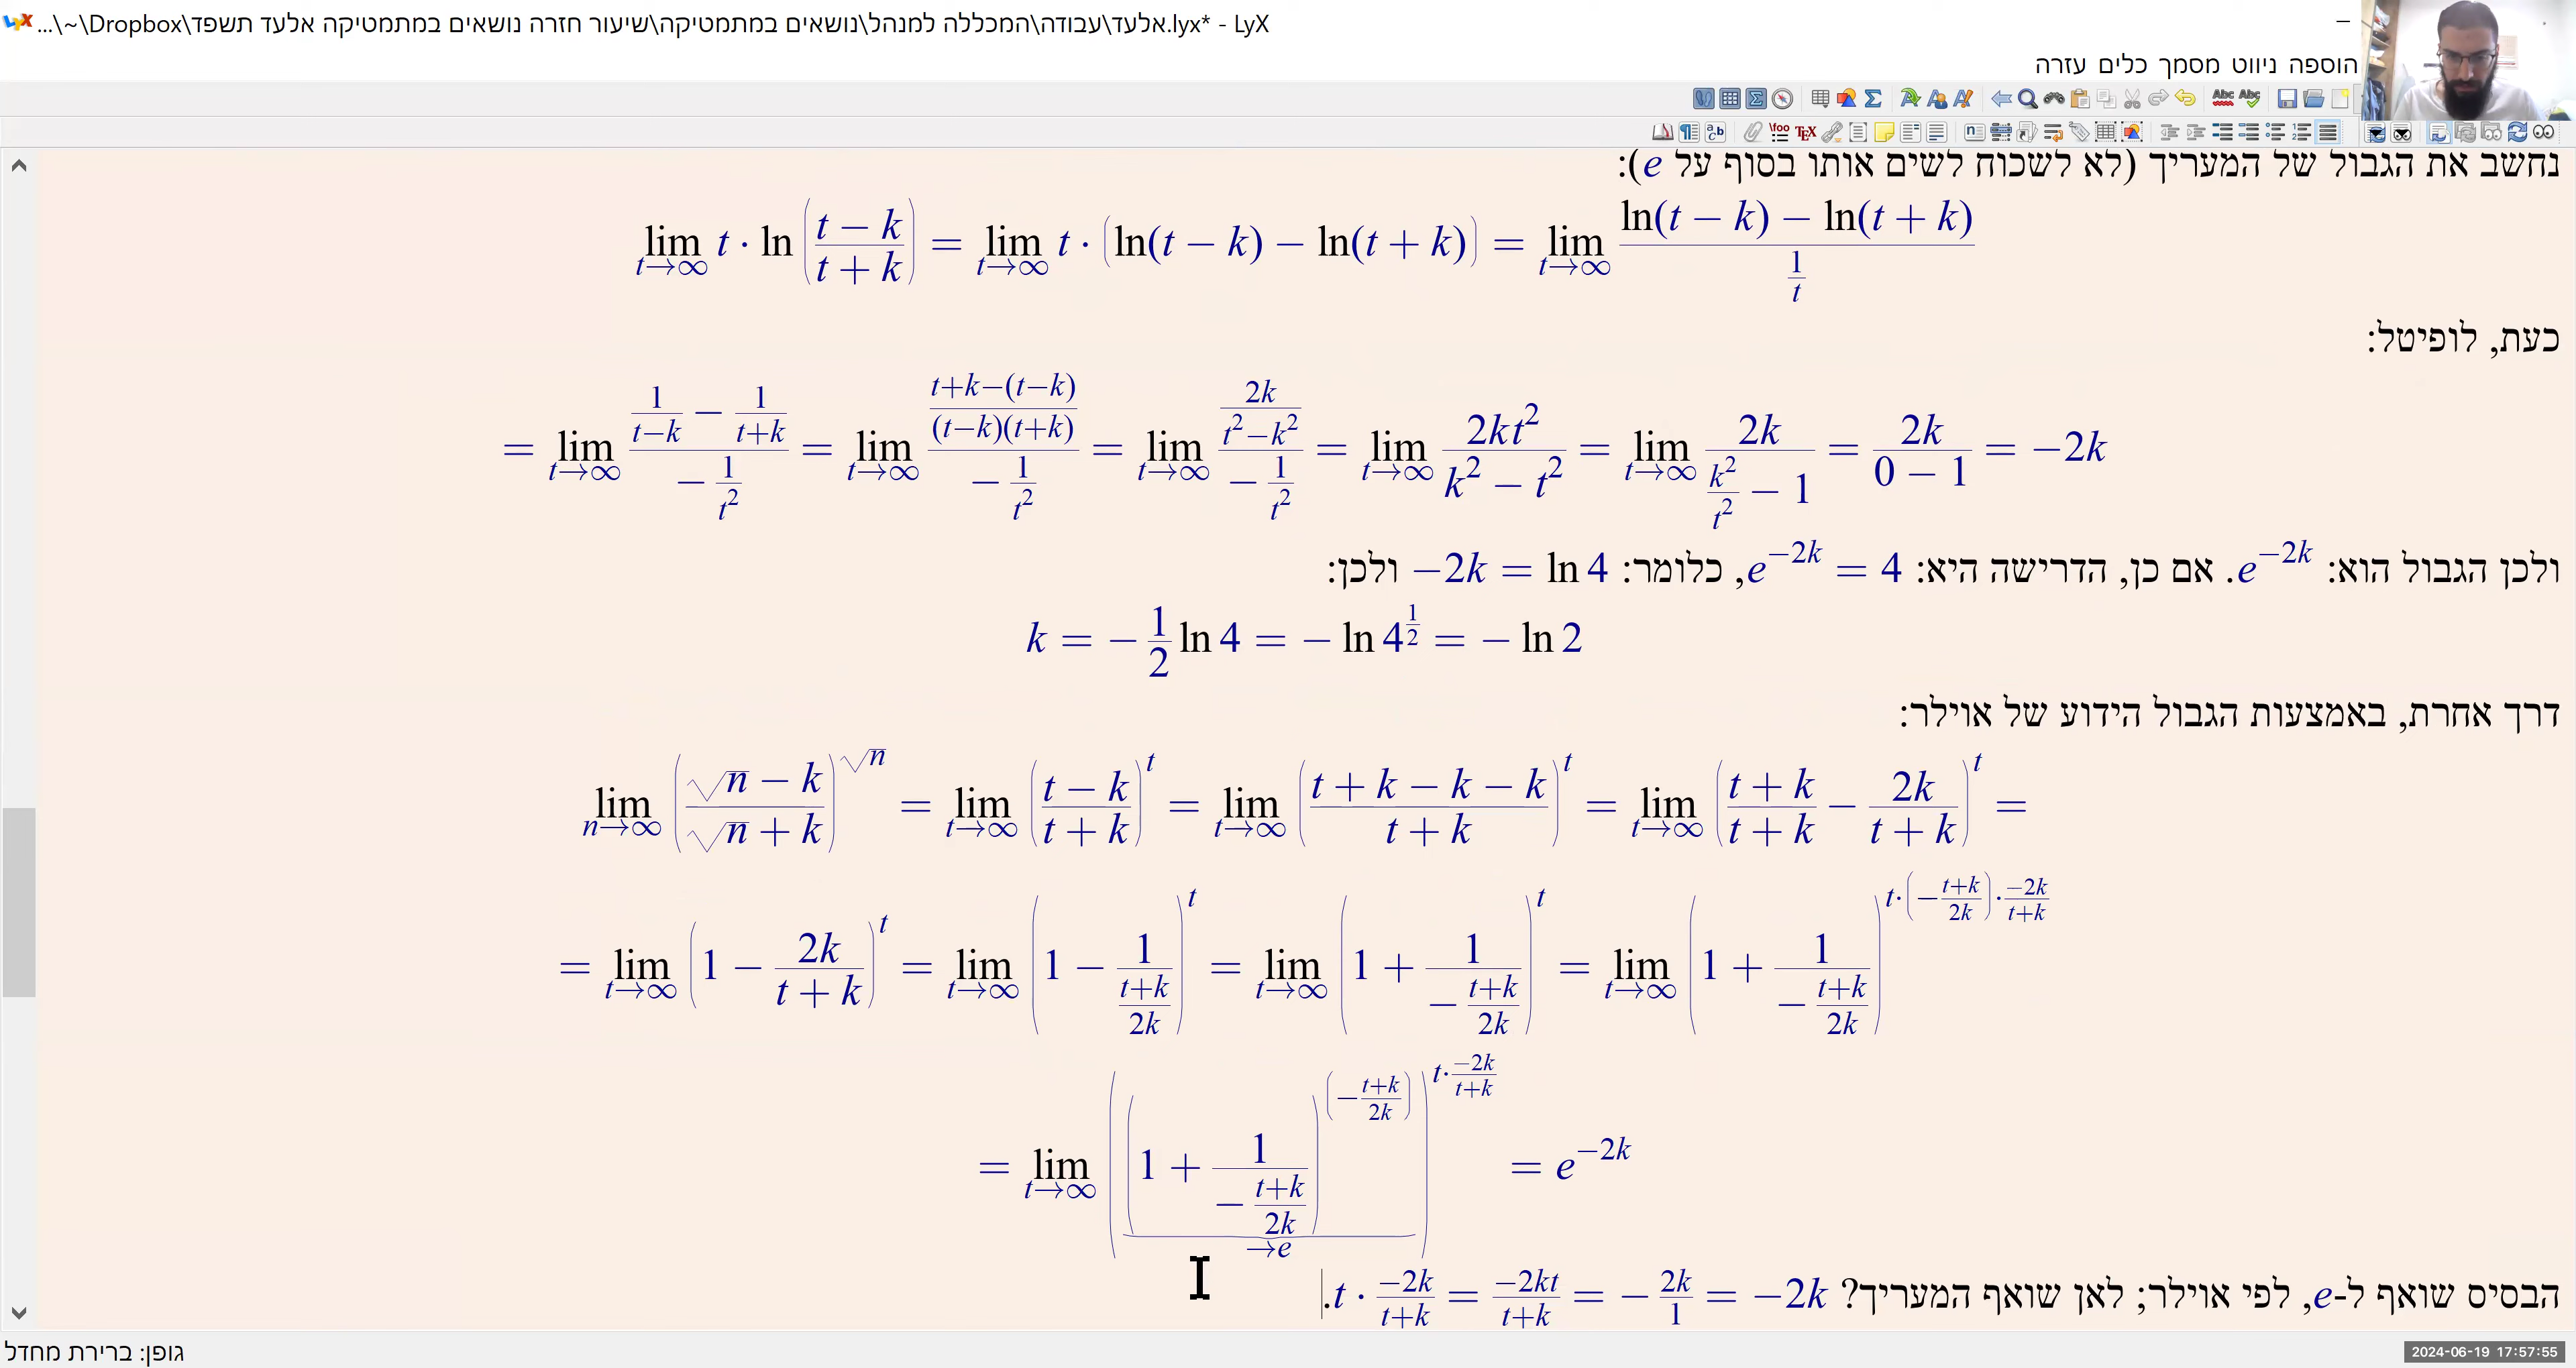 ...\~\Dropbox\אלעד\עבודה\המכללה למנהל\נושאים במתמטיקה\שיעור חזרה נושאים במתמטיקה אלעד תשפד.lyx* - LyX
הוספה ניווט מסמך כלים עזרה
נחשב את הגבול של המעריך (לא לשכוח לשים אותו בסוף על e):
lim_{t→∞} t · ln((t − k)/(t + k)) = lim_{t→∞} t · (ln(t − k) − ln(t + k)) = lim_{t→∞} (ln(t − k) − ln(t + k))/(1/t)
כעת, לופיטל:
= lim_{t→∞} (1/(t−k) − 1/(t+k))/(− 1/t²) = lim_{t→∞} ((t+k−(t−k))/((t−k)(t+k)))/(− 1/t²) = lim_{t→∞} (2k/(t²−k²))/(− 1/t²) = lim_{t→∞} 2kt²/(k² − t²) = lim_{t→∞} 2k/(k²/t² − 1) = 2k/(0 − 1) = −2k
ולכן הגבול הוא: e^{−2k}. אם כן, הדרישה היא: e^{−2k} = 4, כלומר: −2k = ln 4 ולכן:
k = − 1/2 ln 4 = − ln 4^{1/2} = − ln 2
דרך אחרת, באמצעות הגבול הידוע של אוילר:
lim_{n→∞} ((√n − k)/(√n + k))^{√n} = lim_{t→∞} ((t − k)/(t + k))^t = lim_{t→∞} ((t + k − k − k)/(t + k))^t = lim_{t→∞} ((t + k)/(t + k) − 2k/(t + k))^t =
= lim_{t→∞} (1 − 2k/(t + k))^t = lim_{t→∞} (1 − 1/((t+k)/2k))^t = lim_{t→∞} (1 + 1/(− (t+k)/2k))^t = lim_{t→∞} (1 + 1/(− (t+k)/2k))^{t·(−(t+k)/2k)·(−2k)/(t+k)}
= lim_{t→∞} ((1 + 1/(− (t+k)/2k))^{(−(t+k)/2k)})^{t·(−2k)/(t+k)} = e^{−2k}
→e
הבסיס שואף ל-e, לפי אוילר; לאן שואף המעריך? t · (−2k)/(t+k) = (−2kt)/(t+k) = − 2k/1 = −2k.
גופן: ברירת מחדל
2024-06-19 17:57:55